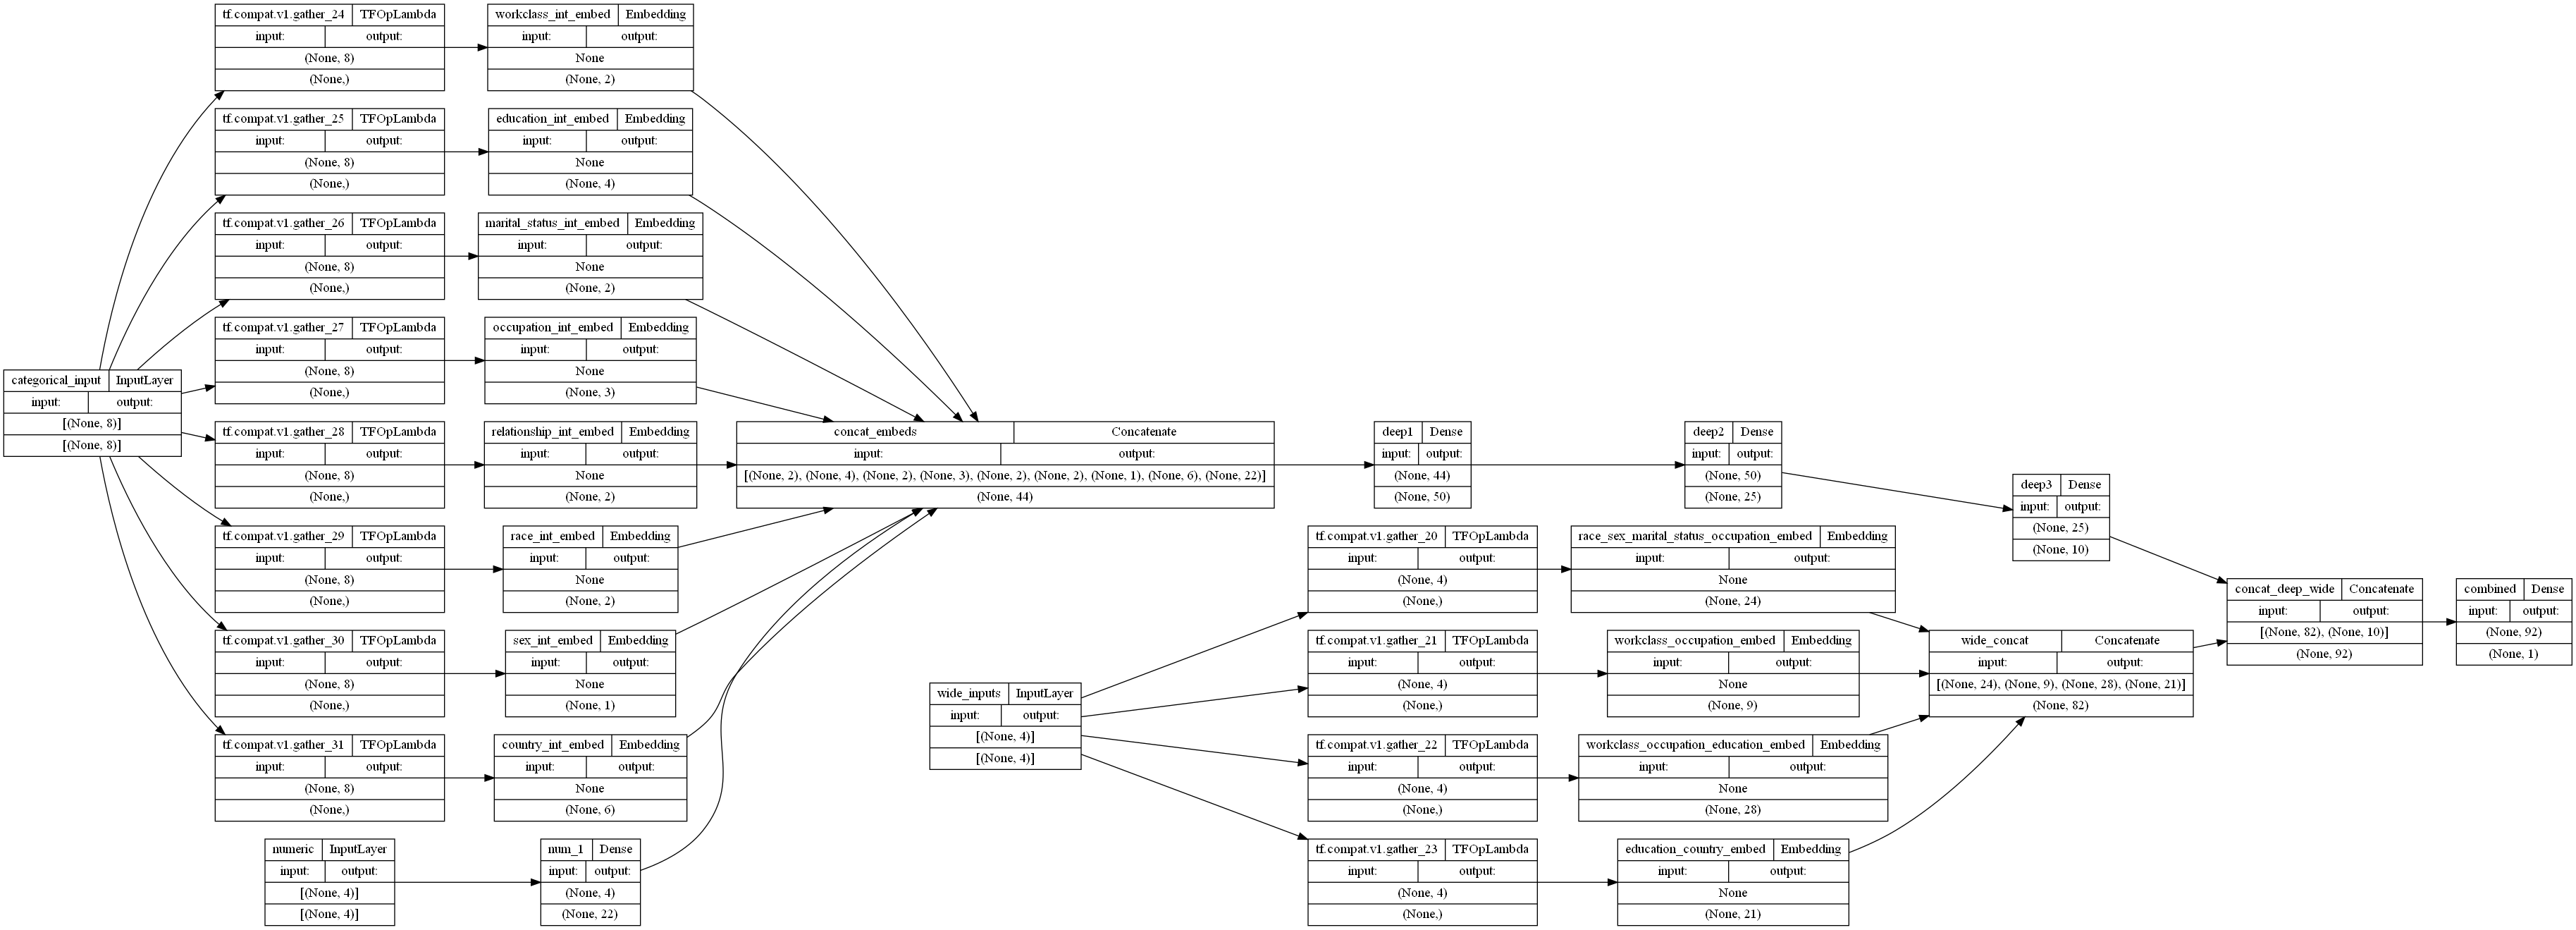 tf.compat.v1.gather_24 TFOpLambda
input: output:
(None, 8)
(None,)
workclass_int_embed Embedding
input: output:
None
(None, 2)
tf.compat.v1.gather_25 TFOpLambda
input: output:
(None, 8)
(None,)
education_int_embed Embedding
input: output:
None
(None, 4)
tf.compat.v1.gather_26 TFOpLambda
input: output:
(None, 8)
(None,)
marital_status_int_embed Embedding
input: output:
None
(None, 2)
tf.compat.v1.gather_27 TFOpLambda
input: output:
(None, 8)
(None,)
occupation_int_embed Embedding
input: output:
None
(None, 3)
categorical_input InputLayer
input: output:
[(None, 8)]
[(None, 8)]
tf.compat.v1.gather_28 TFOpLambda
input: output:
(None, 8)
(None,)
relationship_int_embed Embedding
input: output:
None
(None, 2)
concat_embeds Concatenate
input: output:
[(None, 2), (None, 4), (None, 2), (None, 3), (None, 2), (None, 2), (None, 1), (None, 6), (None, 22)]
(None, 44)
deep1 Dense
input: output:
(None, 44)
(None, 50)
deep2 Dense
input: output:
(None, 50)
(None, 25)
deep3 Dense
input: output:
(None, 25)
(None, 10)
tf.compat.v1.gather_29 TFOpLambda
input: output:
(None, 8)
(None,)
race_int_embed Embedding
input: output:
None
(None, 2)
tf.compat.v1.gather_20 TFOpLambda
input: output:
(None, 4)
(None,)
race_sex_marital_status_occupation_embed Embedding
input: output:
None
(None, 24)
concat_deep_wide Concatenate
input: output:
[(None, 82), (None, 10)]
(None, 92)
combined Dense
input: output:
(None, 92)
(None, 1)
tf.compat.v1.gather_30 TFOpLambda
input: output:
(None, 8)
(None,)
sex_int_embed Embedding
input: output:
None
(None, 1)
tf.compat.v1.gather_21 TFOpLambda
input: output:
(None, 4)
(None,)
workclass_occupation_embed Embedding
input: output:
None
(None, 9)
wide_concat Concatenate
input: output:
[(None, 24), (None, 9), (None, 28), (None, 21)]
(None, 82)
wide_inputs InputLayer
input: output:
[(None, 4)]
[(None, 4)]
tf.compat.v1.gather_31 TFOpLambda
input: output:
(None, 8)
(None,)
country_int_embed Embedding
input: output:
None
(None, 6)
tf.compat.v1.gather_22 TFOpLambda
input: output:
(None, 4)
(None,)
workclass_occupation_education_embed Embedding
input: output:
None
(None, 28)
numeric InputLayer
input: output:
[(None, 4)]
[(None, 4)]
num_1 Dense
input: output:
(None, 4)
(None, 22)
tf.compat.v1.gather_23 TFOpLambda
input: output:
(None, 4)
(None,)
education_country_embed Embedding
input: output:
None
(None, 21)